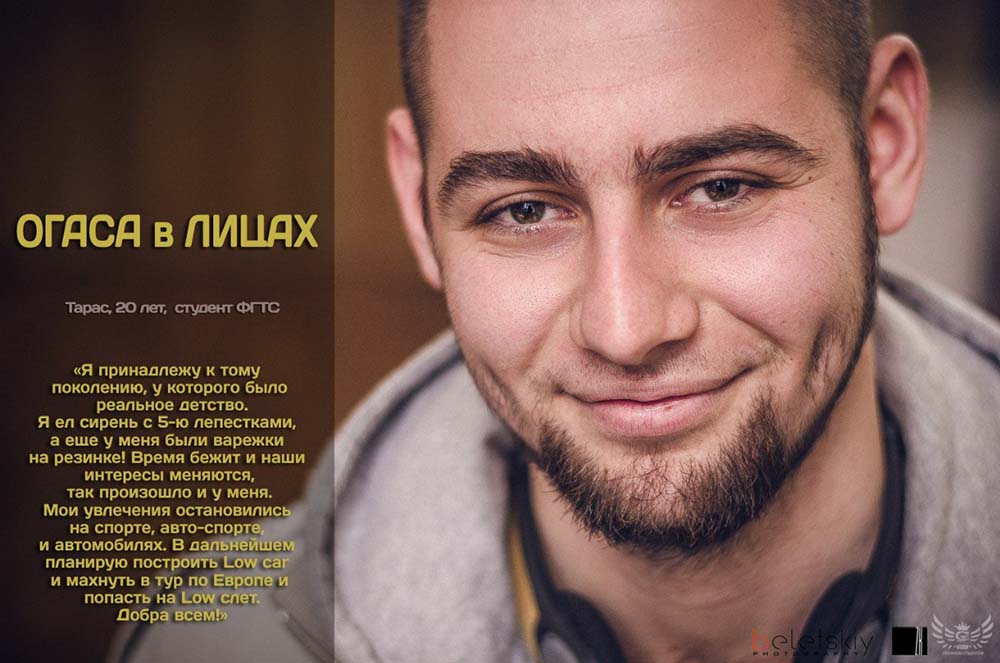 ОГАСА в ЛИЦАХ
Тарас, 20 лет, студент ФГТС
«Я принадлежу к тому
поколению, у которого было
реальное детство.
Я ел сирень с 5-ю лепестками,
а еще у меня были варежки
на резинке! Время бежит и наши
интересы меняются,
так произошло и у меня.
Мои увлечения остановились
на спорте, авто-спорте,
и автомобилях. В дальнейшем
планирую построить Low car
и махнуть в тур по Европе и
попасть на Low слет.
Добра всем!»
beletskiy
PHOTOGRAPHY